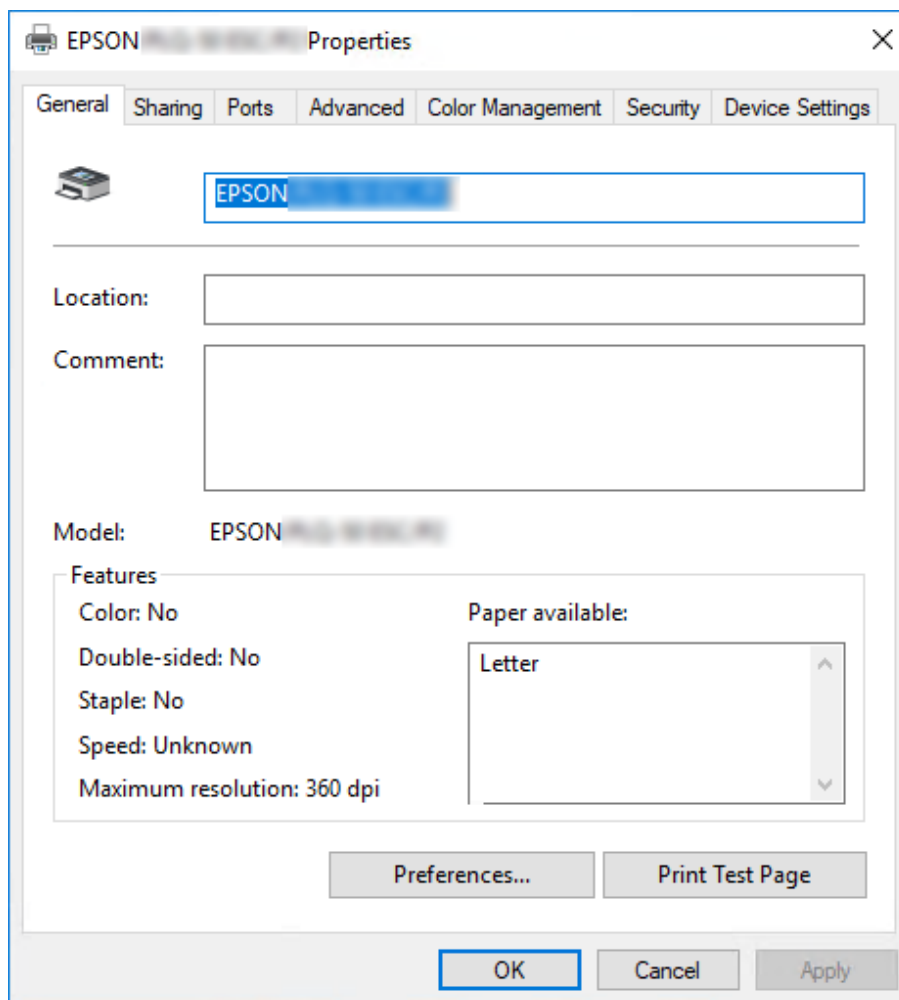 EPSON Properties
General Sharing Ports Advanced Color Management Security Device Settings
EPSON
Location:
Comment:
Model: EPSON
Features
Color: No
Paper available:
Double-sided: No
Letter
Staple: No
Speed: Unknown
Maximum resolution: 360 dpi
Preferences... Print Test Page
OK Cancel Apply